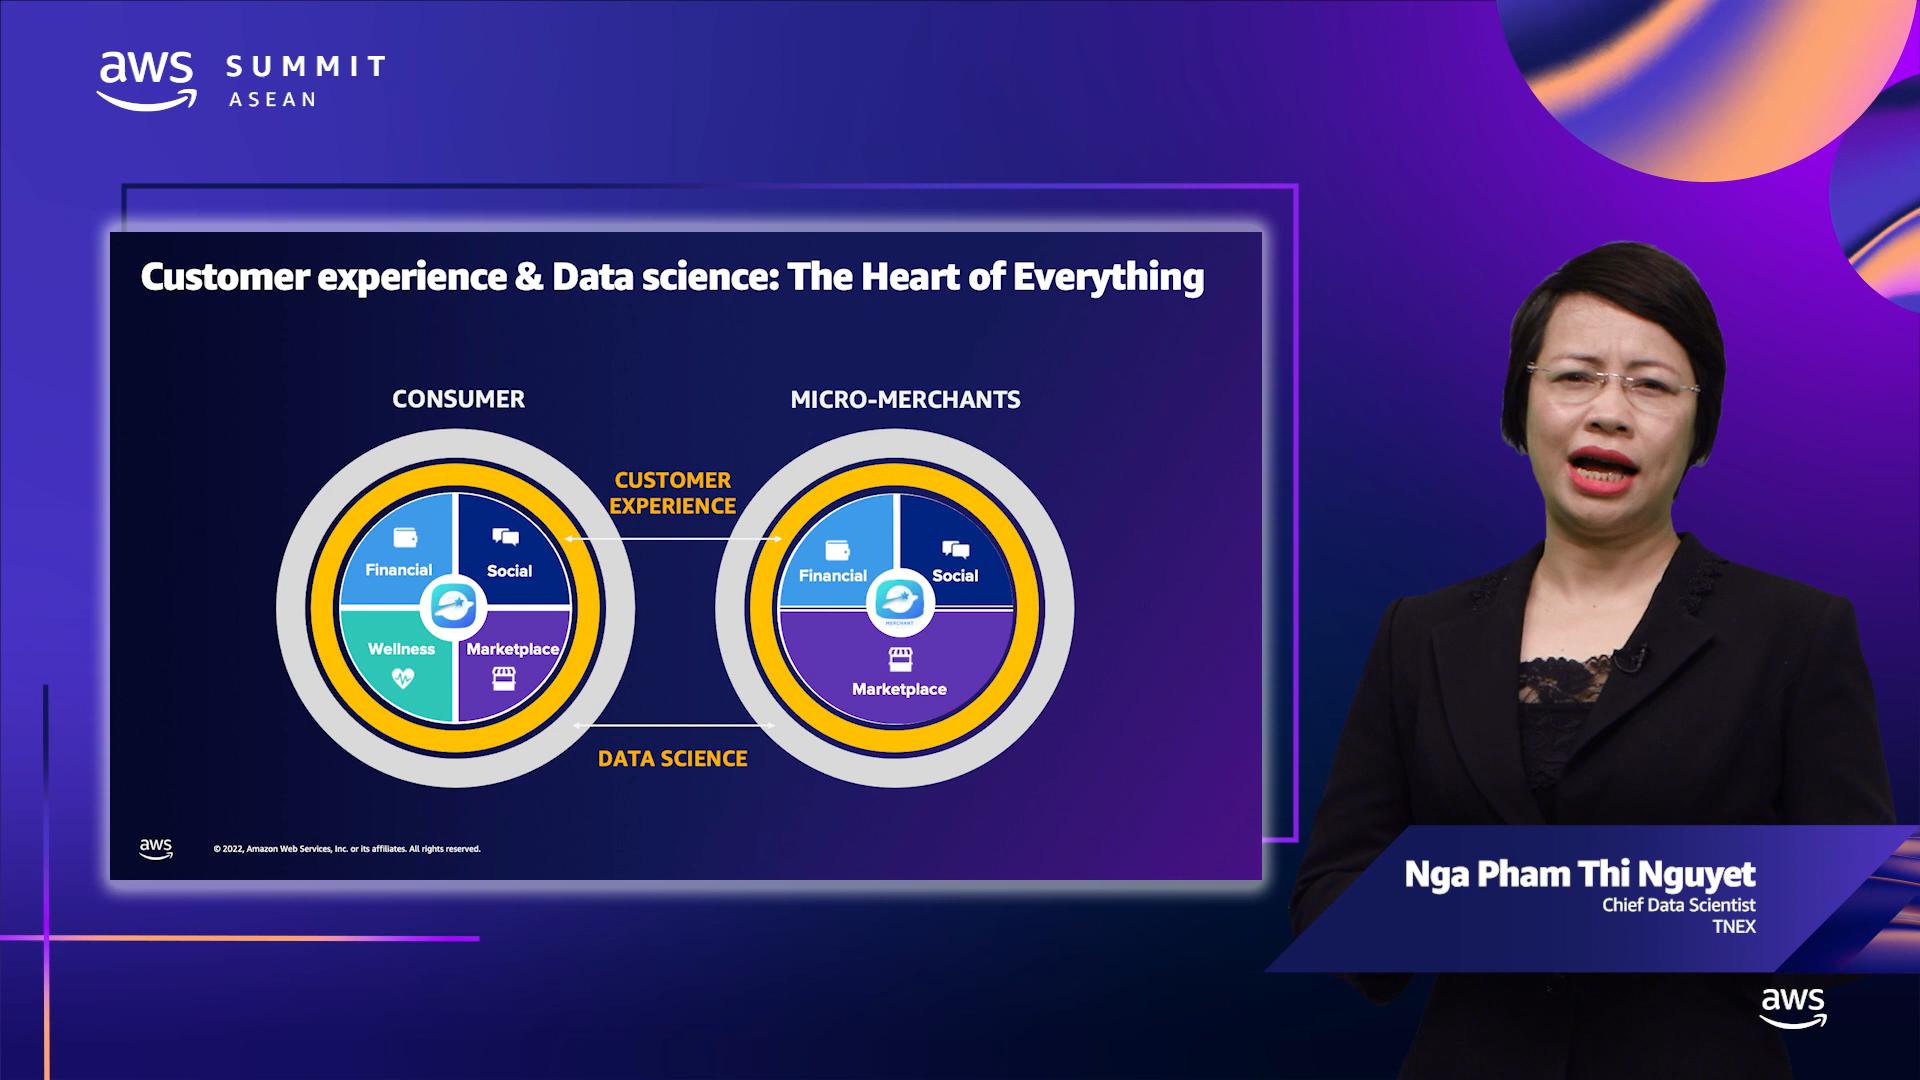 aws SUMMIT
ASEAN
Customer experience & Data science: The Heart of Everything
CONSUMER
MICRO-MERCHANTS
CUSTOMER
EXPERIENCE
Financial
Social
Wellness
Marketplace
Financial
Social
MERCHANT
Marketplace
DATA SCIENCE
aws
© 2022, Amazon Web Services, Inc. or its affiliates. All rights reserved.
Nga Pham Thi Nguyet
Chief Data Scientist
TNEX
aws